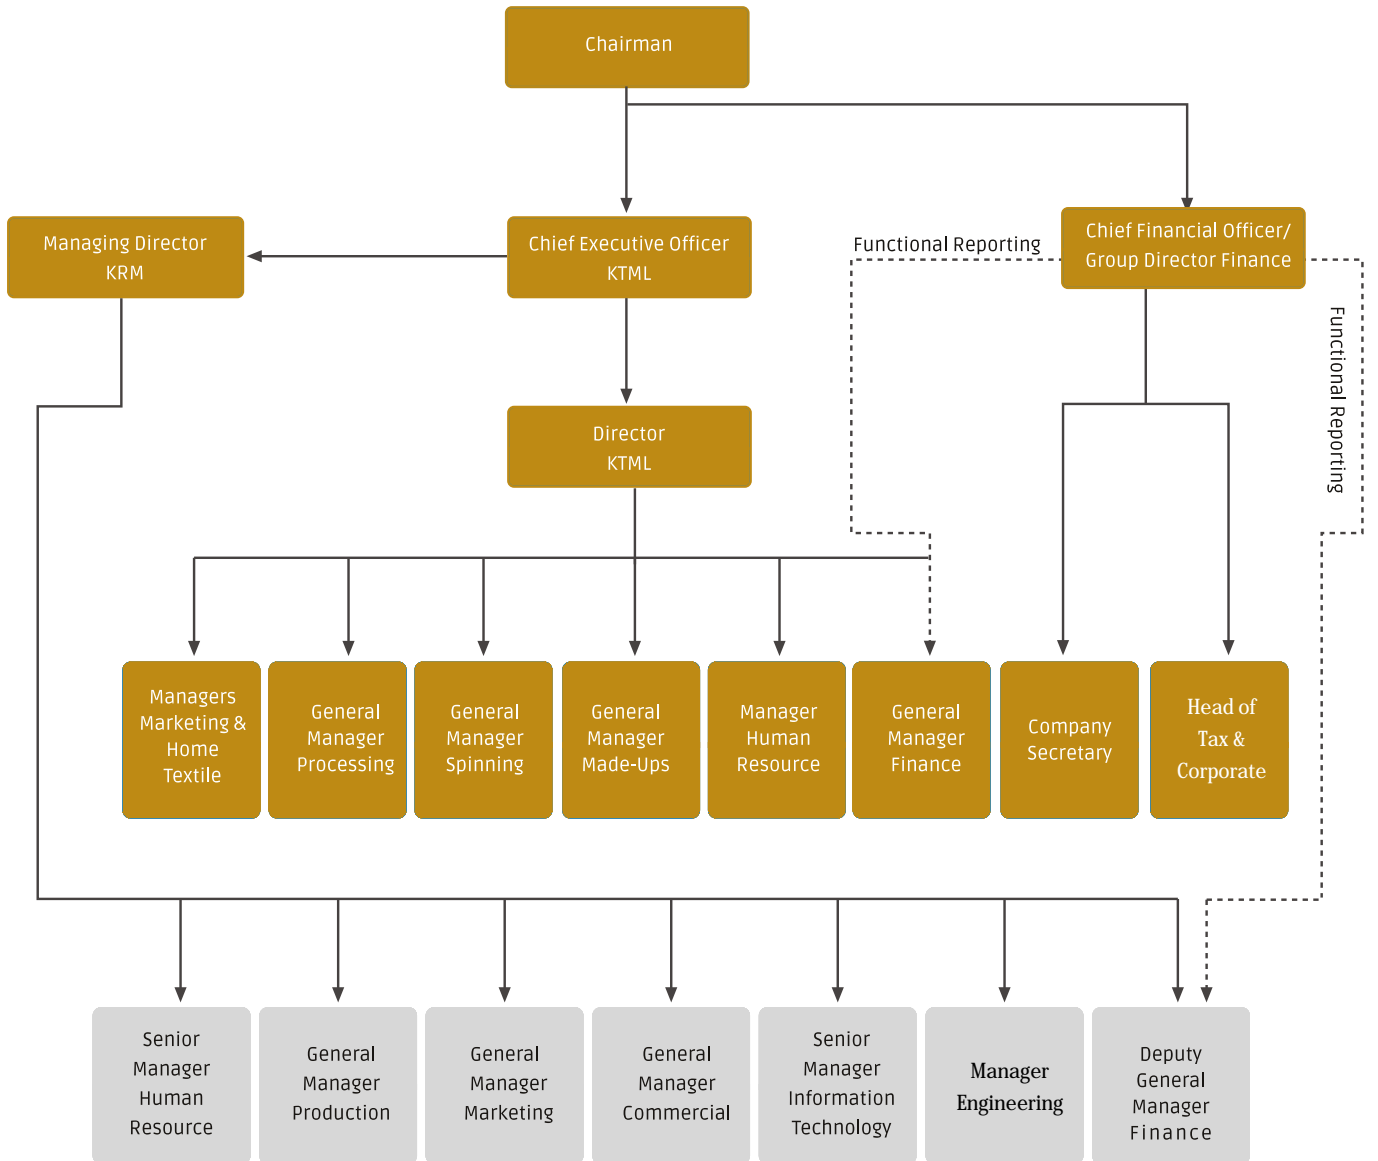 Chairman
Managing Director
KRM
Chief Executive Officer
KTML
Functional Reporting
Chief Financial Officer/
Group Director Finance
Functional Reporting
Director
KTML
Managers
Marketing &
Home
Textile
General
Manager
Processing
General
Manager
Spinning
General
Manager
Made-Ups
Manager
Human
Resource
General
Manager
Finance
Company
Secretary
Head of
Tax &
Corporate
Senior
Manager
Human
Resource
General
Manager
Production
General
Manager
Marketing
General
Manager
Commercial
Senior
Manager
Information
Technology
Manager
Engineering
Deputy
General
Manager
Finance